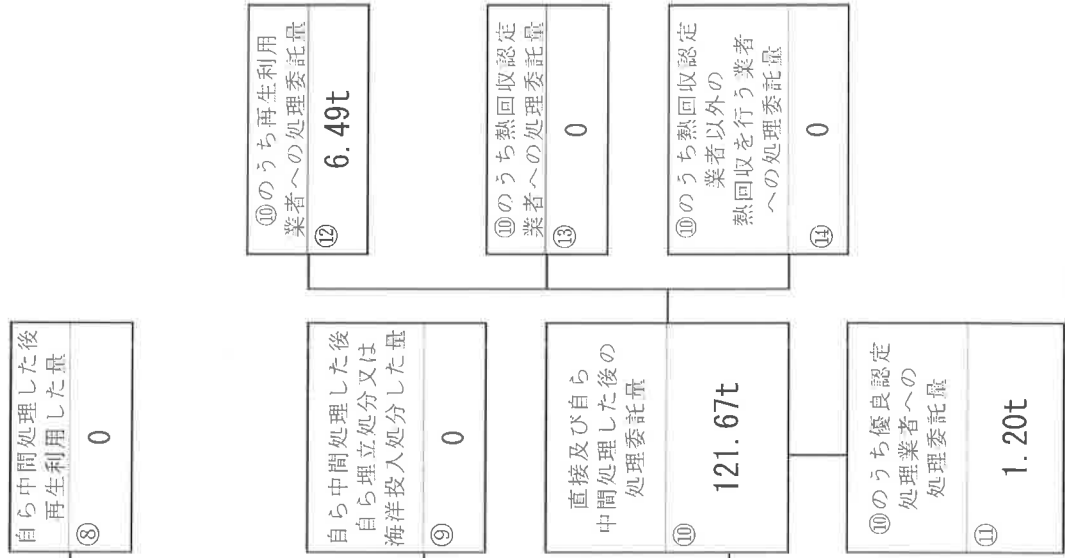 自ら中間処理した後
再生利用した量
⑧
0
自ら中間処理した後
自ら埋立処分又は
海洋投入処分した量
⑨
0
直接及び自ら
中間処理した後の
処理委託量
⑩
121.67t
⑩のうち優良認定
処理業者への
処理委託量
⑪
1.20t
⑩のうち再生利用
業者への処理委託量
⑫
6.49t
⑩のうち熱回収認定
業者への処理委託量
⑬
0
⑩のうち熱回収認定
業者以外の
熱回収を行う業者
への処理委託量
⑭
0